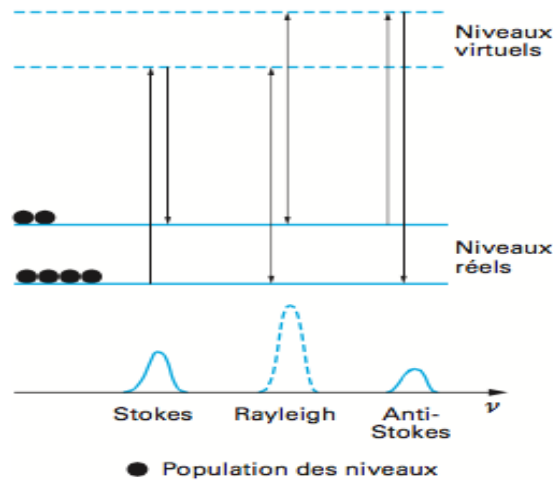 Niveaux
virtuels
Niveaux
réels
Stokes
Rayleigh
Anti-
Stokes
ν
Population des niveaux